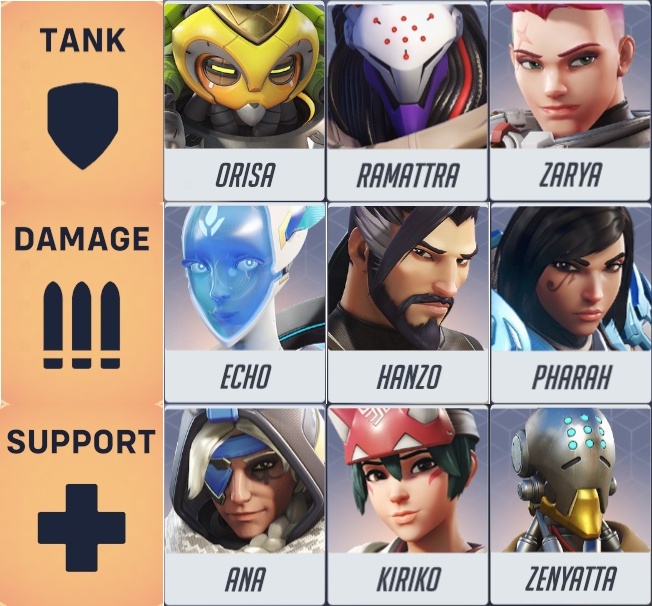 TANK
ORISA
RAMATTRA
ZARYA
DAMAGE
ECHO
HANZO
PHARAH
SUPPORT
ANA
KIRIKO
ZENYATTA